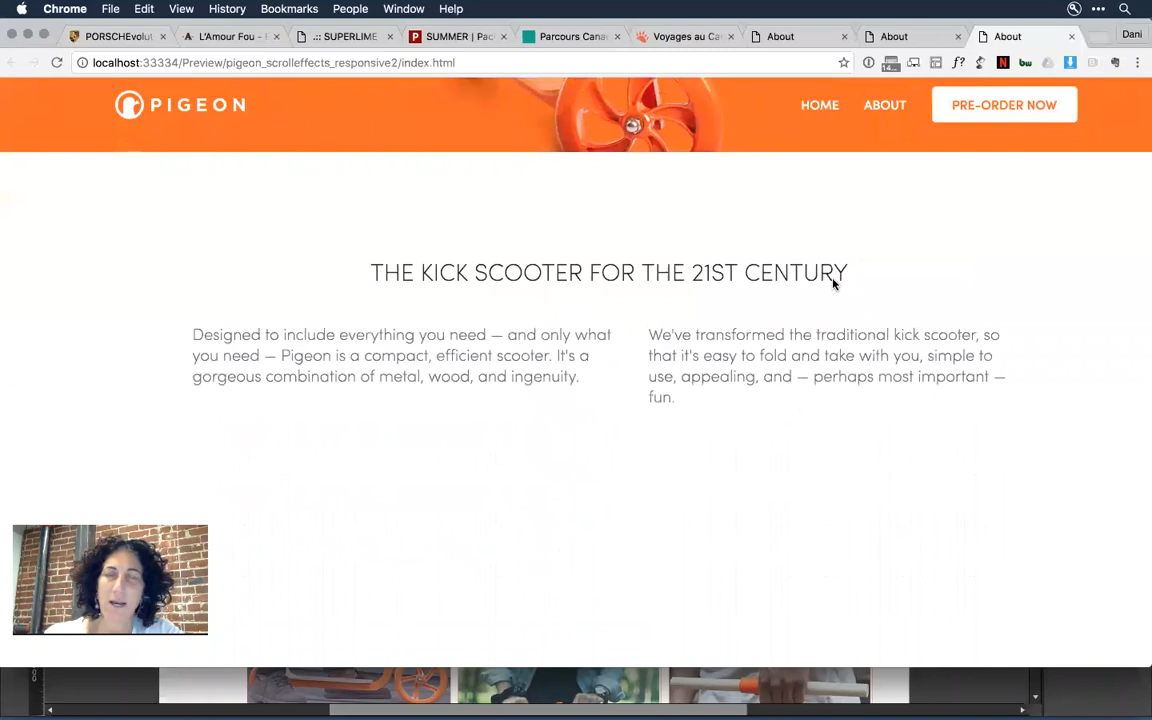 Chrome File Edit View History Bookmarks People Window Help
PORSCHEvolut
L'Amour Fou - E
.:: SUPERLIME
SUMMER | Pac
Parcours Cana
Voyages au Ca
About
About
About
Dani
localhost:33334/Preview/pigeon_scrolleffects_responsive2/index.html
PIGEON
HOME ABOUT PRE-ORDER NOW
THE KICK SCOOTER FOR THE 21ST CENTURY
Designed to include everything you need — and only what
you need — Pigeon is a compact, efficient scooter. It's a
gorgeous combination of metal, wood, and ingenuity.
We've transformed the traditional kick scooter, so
that it's easy to fold and take with you, simple to
use, appealing, and — perhaps most important —
fun.